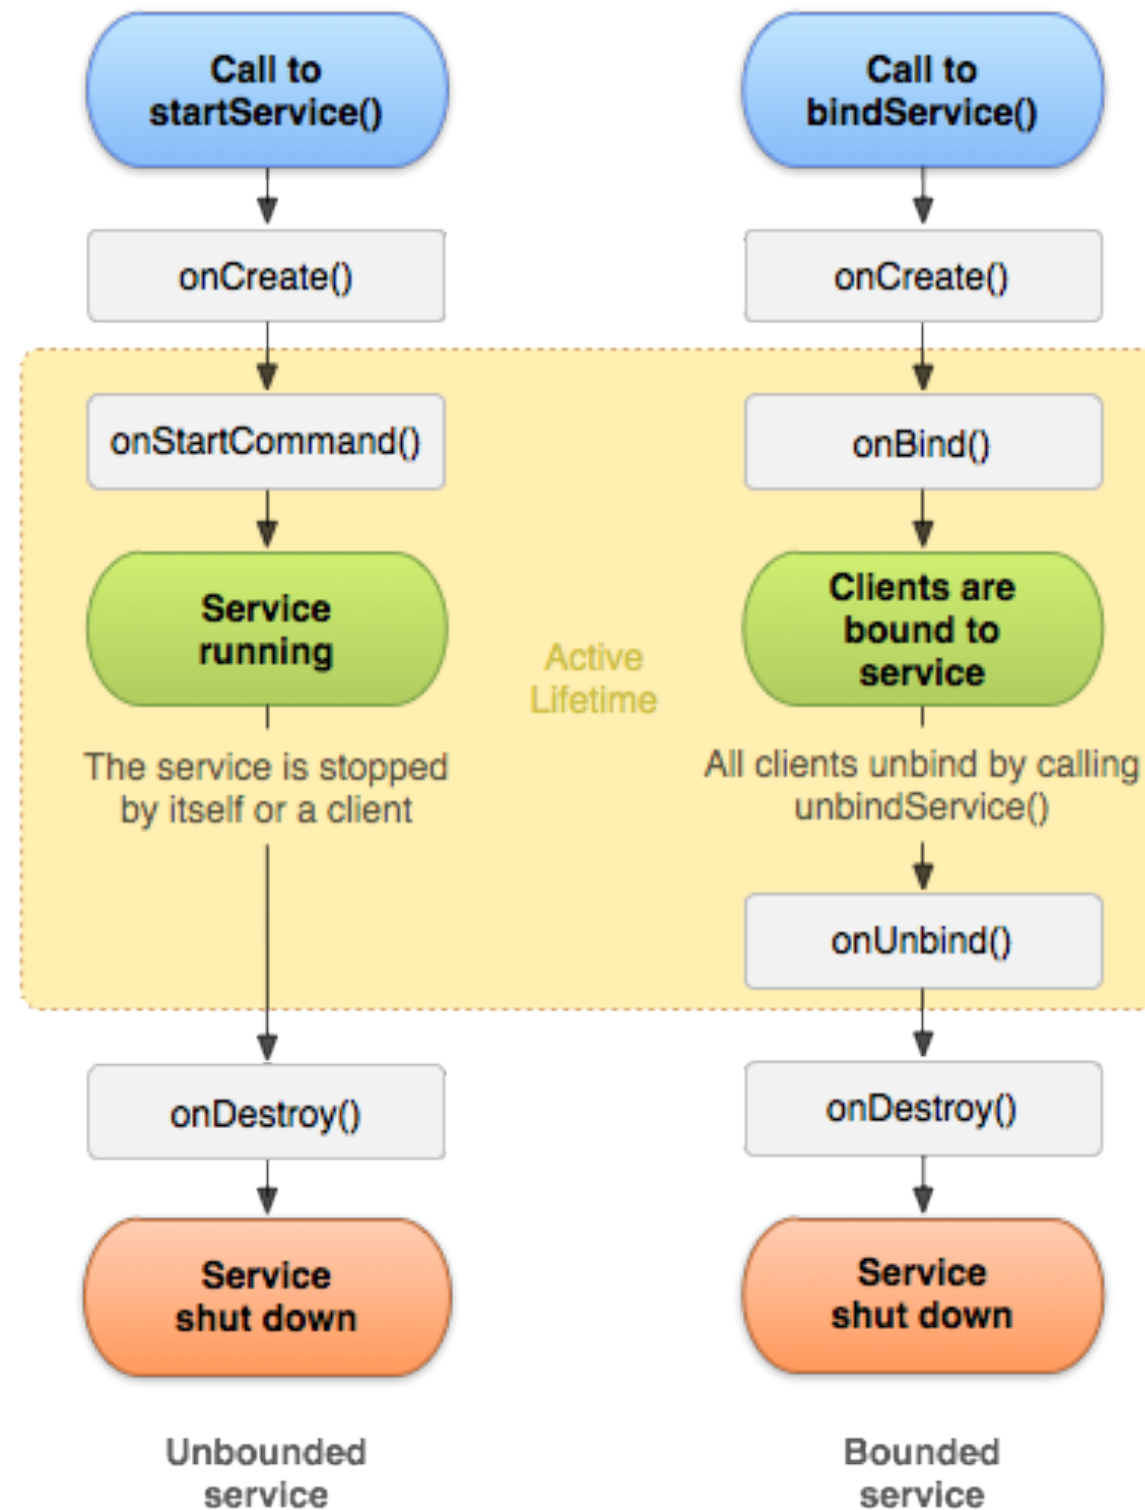 Call to
startService()
onCreate()
onStartCommand()
Service
running
The service is stopped
by itself or a client
onDestroy()
Service
shut down
Unbounded
service
Active
Lifetime
Call to
bindService()
onCreate()
onBind()
Clients are
bound to
service
All clients unbind by calling
unbindService()
onUnbind()
onDestroy()
Service
shut down
Bounded
service